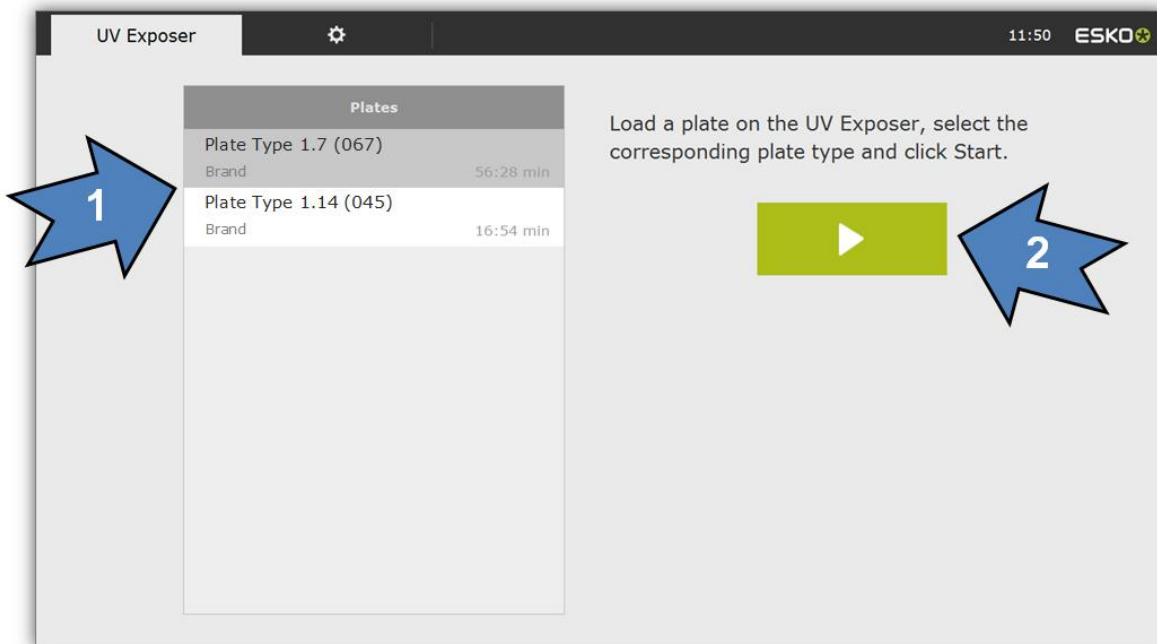 UV Exposer
11:50 ESKO
Plates
Plate Type 1.7 (067)
Brand 56:28 min
Plate Type 1.14 (045)
Brand 16:54 min
Load a plate on the UV Exposer, select the
corresponding plate type and click Start.
1
2